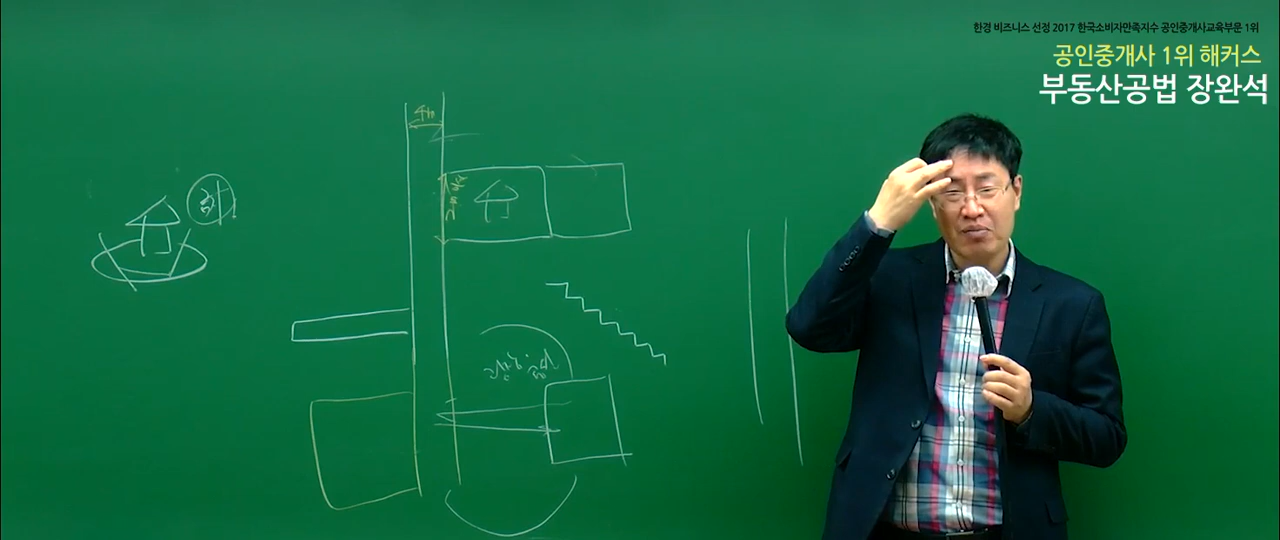 한경 비즈니스 선정 2017 한국소비자만족지수 공인중개사교육부문 1위
공인중개사 1위 해커스
부동산공법 장완석
4m